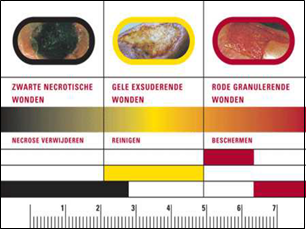 ZWARTE NECROTISCHE
WONDEN
GELE EXSUDERENDE
WONDEN
RODE GRANULERENDE
WONDEN
NECROSE VERWIJDEREN
REINIGEN
BESCHERMEN
1 2 3 4 5 6 7